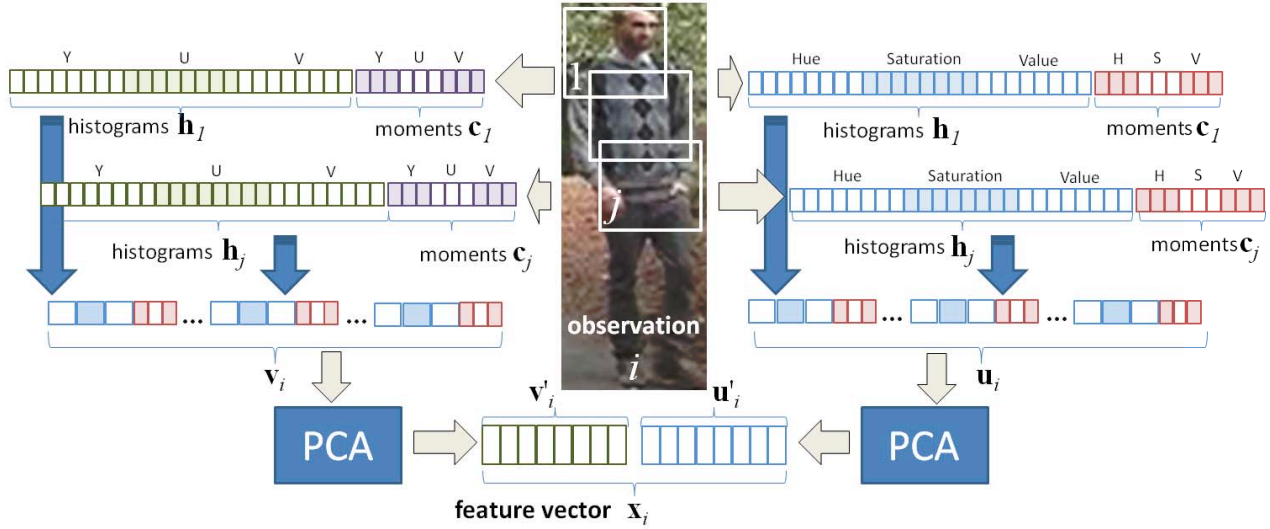 Y U V Y U V
histograms h1 moments c1
Y U V Y U V
histograms hj moments cj
...
...
vi
PCA
1
j
observation
i
Hue Saturation Value H S V
histograms h1 moments c1
Hue Saturation Value H S V
histograms hj moments cj
...
...
ui
PCA
v'i u'i
feature vector xi